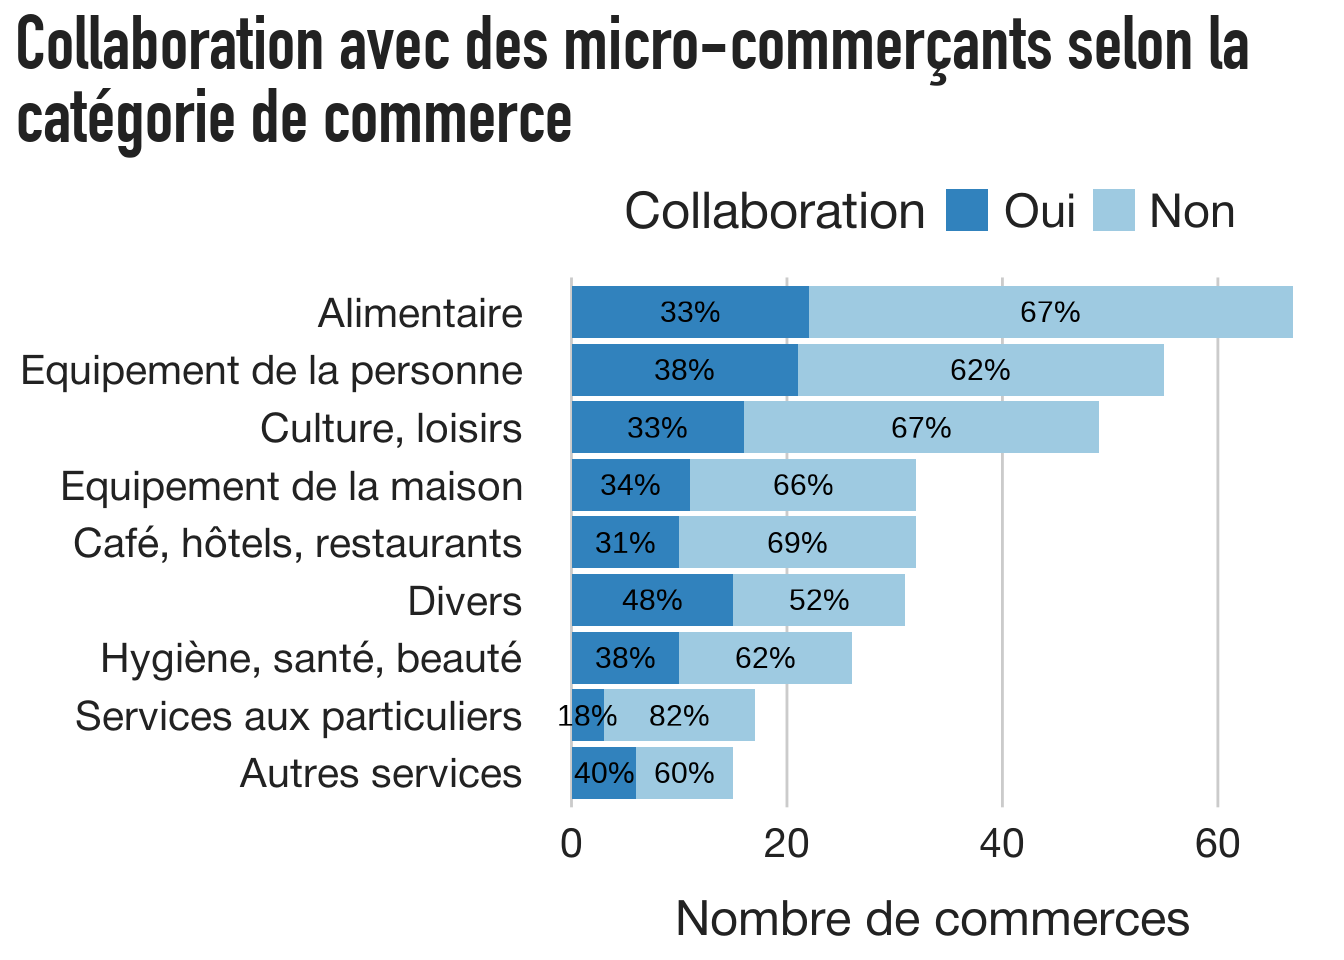 Collaboration avec des micro-commerçants selon la
catégorie de commerce
Collaboration Oui Non
Alimentaire 33% 67%
Equipement de la personne 38% 62%
Culture, loisirs 33% 67%
Equipement de la maison 34% 66%
Café, hôtels, restaurants 31% 69%
Divers 48% 52%
Hygiène, santé, beauté 38% 62%
Services aux particuliers 18% 82%
Autres services 40% 60%
0 20 40 60
Nombre de commerces